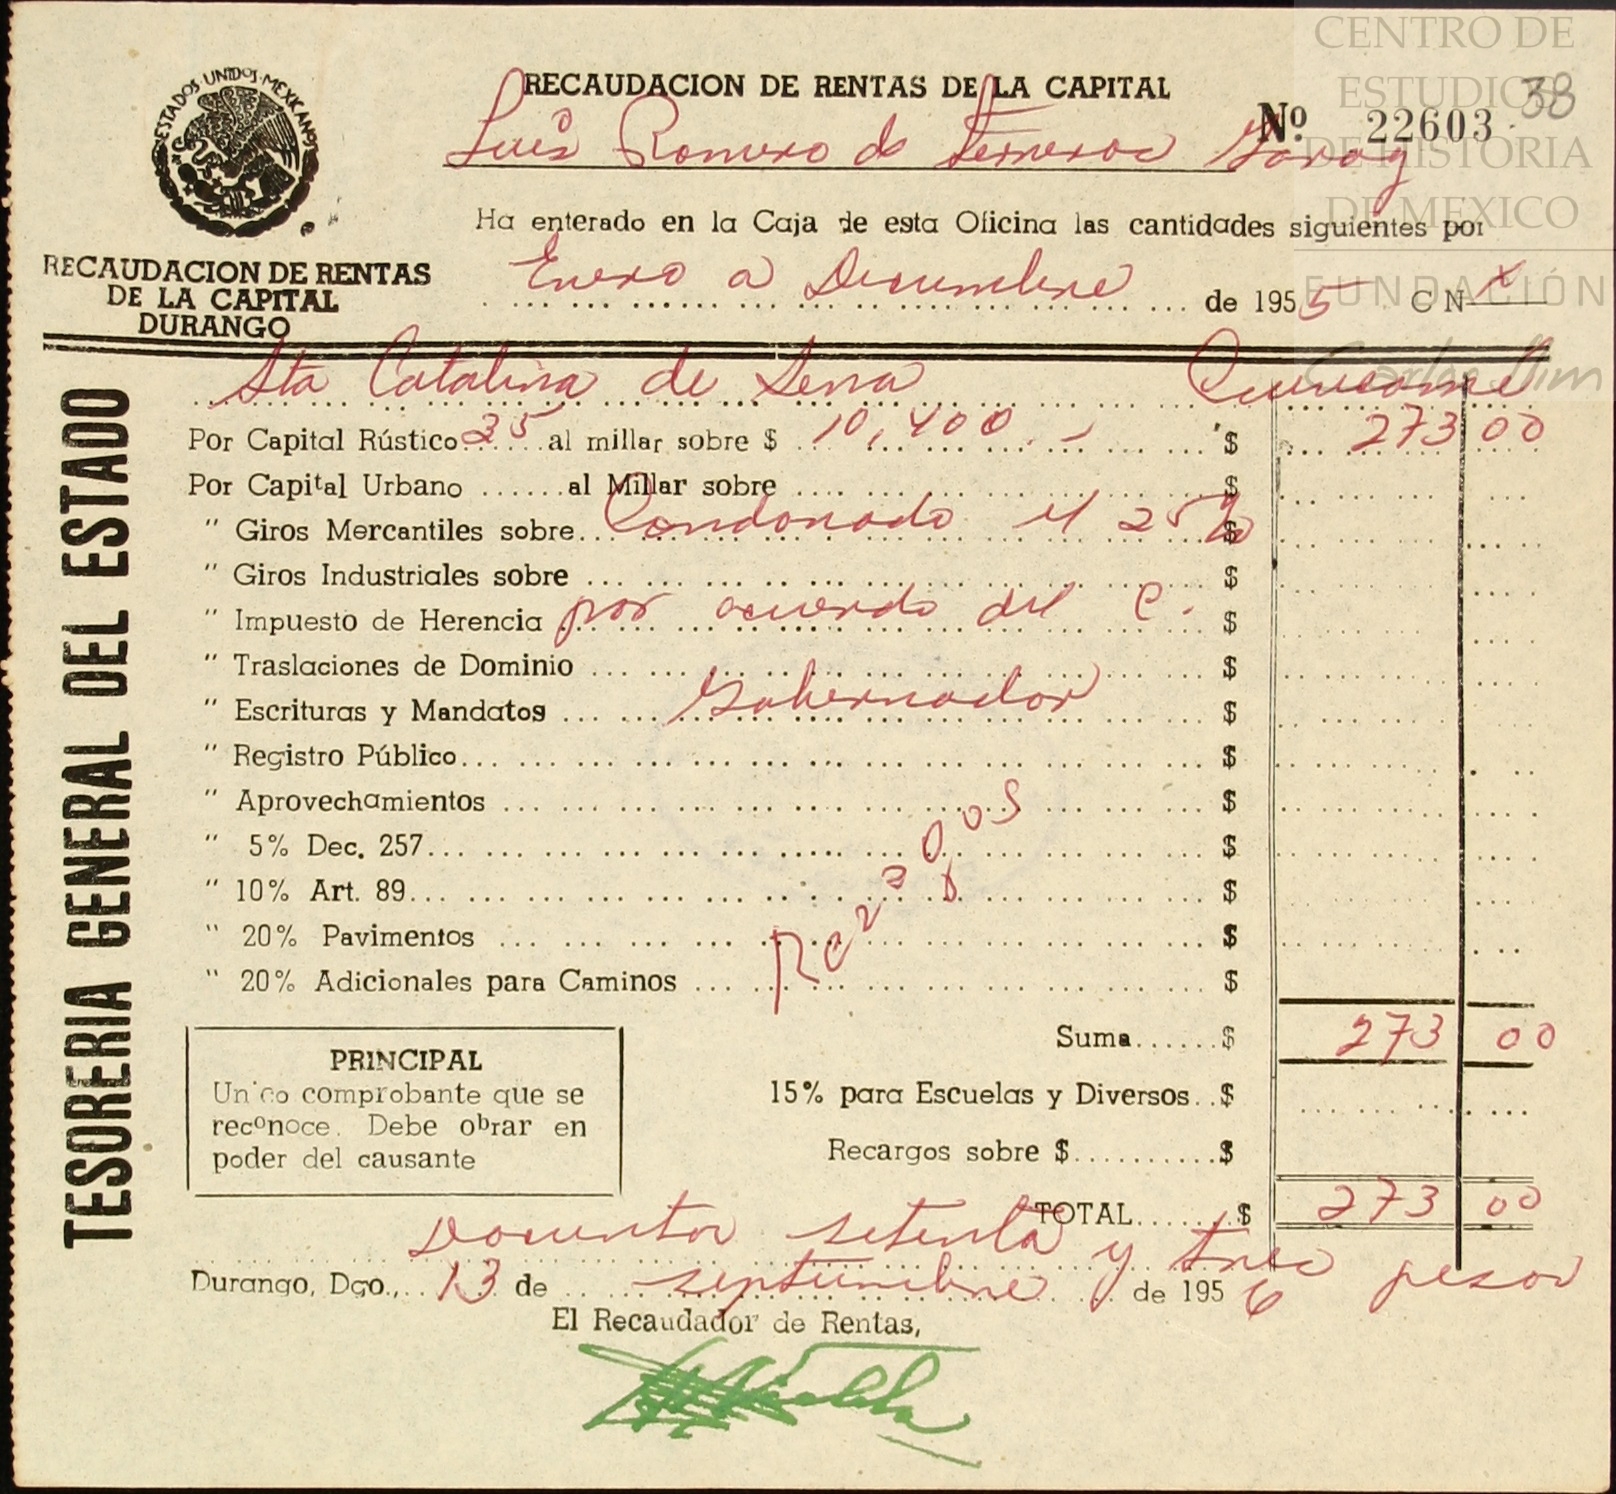 CENTRO DE
ESTUDIOS
DE HISTORIA
DE MEXICO
FUNDACIÓN
Carlos Slim
38
ESTADOS UNIDOS MEXICANOS
RECAUDACION DE RENTAS DE LA CAPITAL
Nº 22603
Luis Romero de Terreros Garay
Ha enterado en la Caja de esta Oficina las cantidades siguientes por
Enero a Diciembre de 1955 C N x
RECAUDACION DE RENTAS
DE LA CAPITAL
DURANGO
TESORERIA GENERAL DEL ESTADO
Sta Catalina de Sena
Por Capital Rústico 35 al millar sobre $ 10,400.- $ 273 00
Por Capital Urbano ...... al Millar sobre $
" Giros Mercantiles sobre... Condonado el 25% $
" Giros Industriales sobre ... $
" Impuesto de Herencia por acuerdo del C. $
" Traslaciones de Dominio ... $
" Escrituras y Mandatos ... Gobernador $
" Registro Público... $
" Aprovechamientos ... $
" 5% Dec. 257... $
" 10% Art. 89... $
" 20% Pavimentos ... $
" 20% Adicionales para Caminos ... $
Suma...... $ 273 00
15% para Escuelas y Diversos.. $
Recargos sobre $.......... $
TOTAL....... $ 273 00
PRINCIPAL
Unico comprobante que se
reconoce. Debe obrar en
poder del causante
Docientos setenta y tres pesos
Durango, Dgo.,.. 13 de septiembre de 1956
El Recaudador de Rentas,